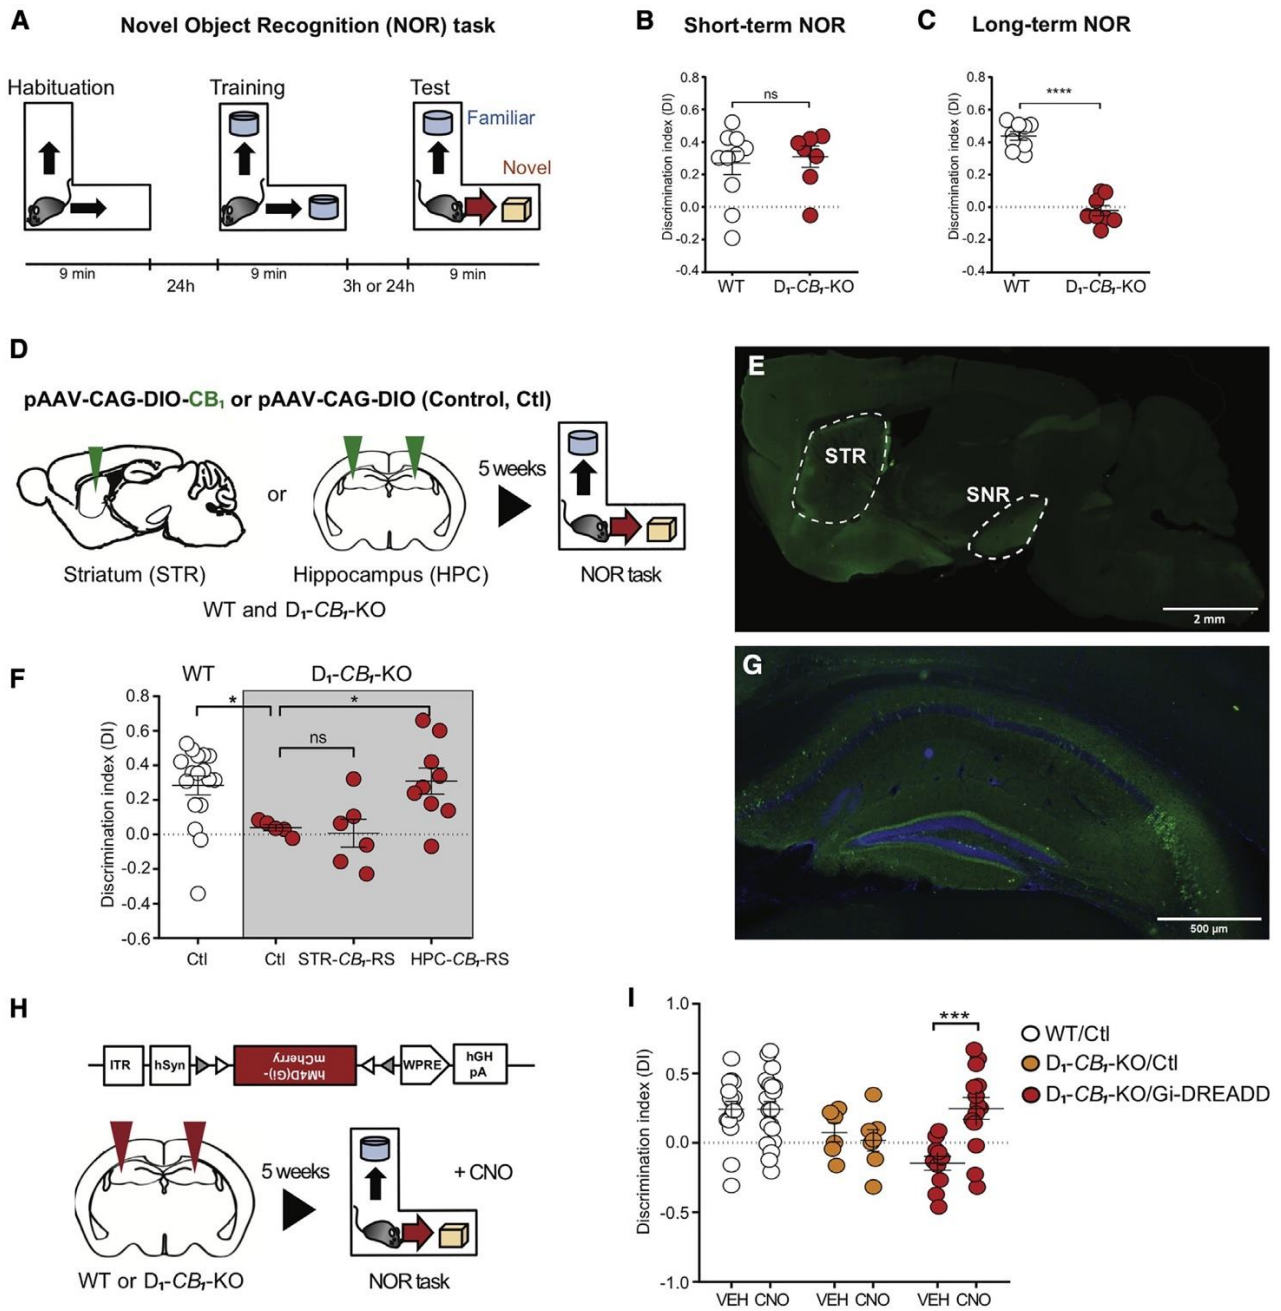 A
Novel Object Recognition (NOR) task
Habituation
Training
Test
Familiar
Novel
9 min
24h
9 min
3h or 24h
9 min
B
Short-term NOR
Discrimination index (DI)
0.8
0.6
0.4
0.2
0.0
-0.2
-0.4
ns
WT
D₁-CB₁-KO
C
Long-term NOR
Discrimination index (DI)
0.8
0.6
0.4
0.2
0.0
-0.2
-0.4
****
WT
D₁-CB₁-KO
D
pAAV-CAG-DIO-CB₁ or pAAV-CAG-DIO (Control, Ctl)
or
5 weeks
Striatum (STR)
Hippocampus (HPC)
NOR task
WT and D₁-CB₁-KO
E
STR
SNR
2 mm
F
WT
D₁-CB₁-KO
Discrimination index (DI)
0.8
0.6
0.4
0.2
0.0
-0.2
-0.4
-0.6
*
*
ns
Ctl
Ctl
STR-CB₁-RS
HPC-CB₁-RS
G
500 µm
H
ITR
hSyn
hM4D(Gi)-
mCherry
WPRE
hGH
pA
5 weeks
+ CNO
WT or D₁-CB₁-KO
NOR task
I
Discrimination index (DI)
1.0
0.5
0.0
-0.5
-1.0
***
WT/Ctl
D₁-CB₁-KO/Ctl
D₁-CB₁-KO/Gi-DREADD
VEH CNO
VEH CNO
VEH CNO